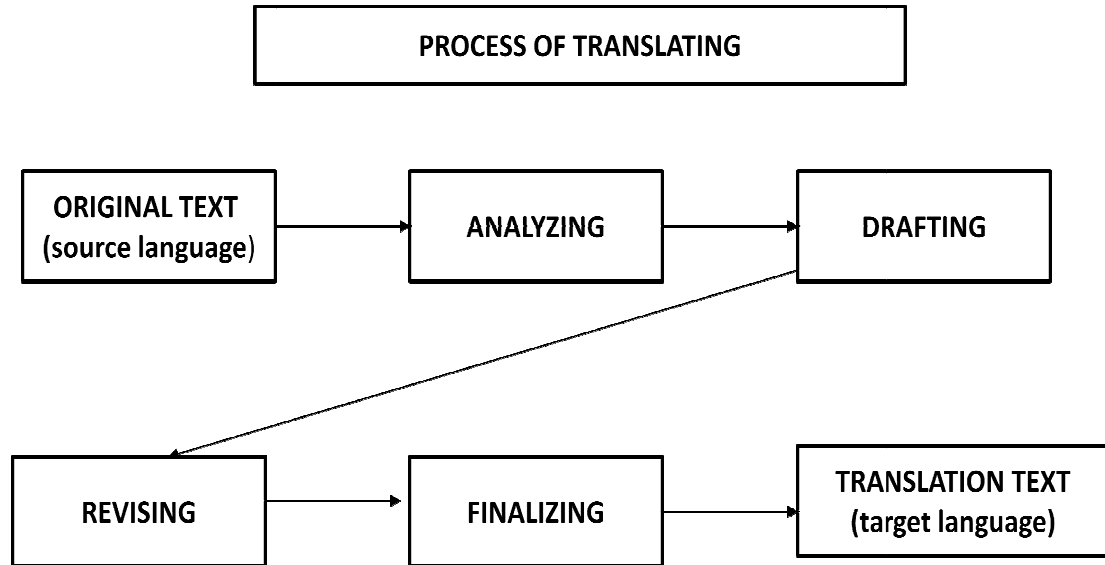 PROCESS OF TRANSLATING
ORIGINAL TEXT
(source language)
ANALYZING
DRAFTING
REVISING
FINALIZING
TRANSLATION TEXT
(target language)